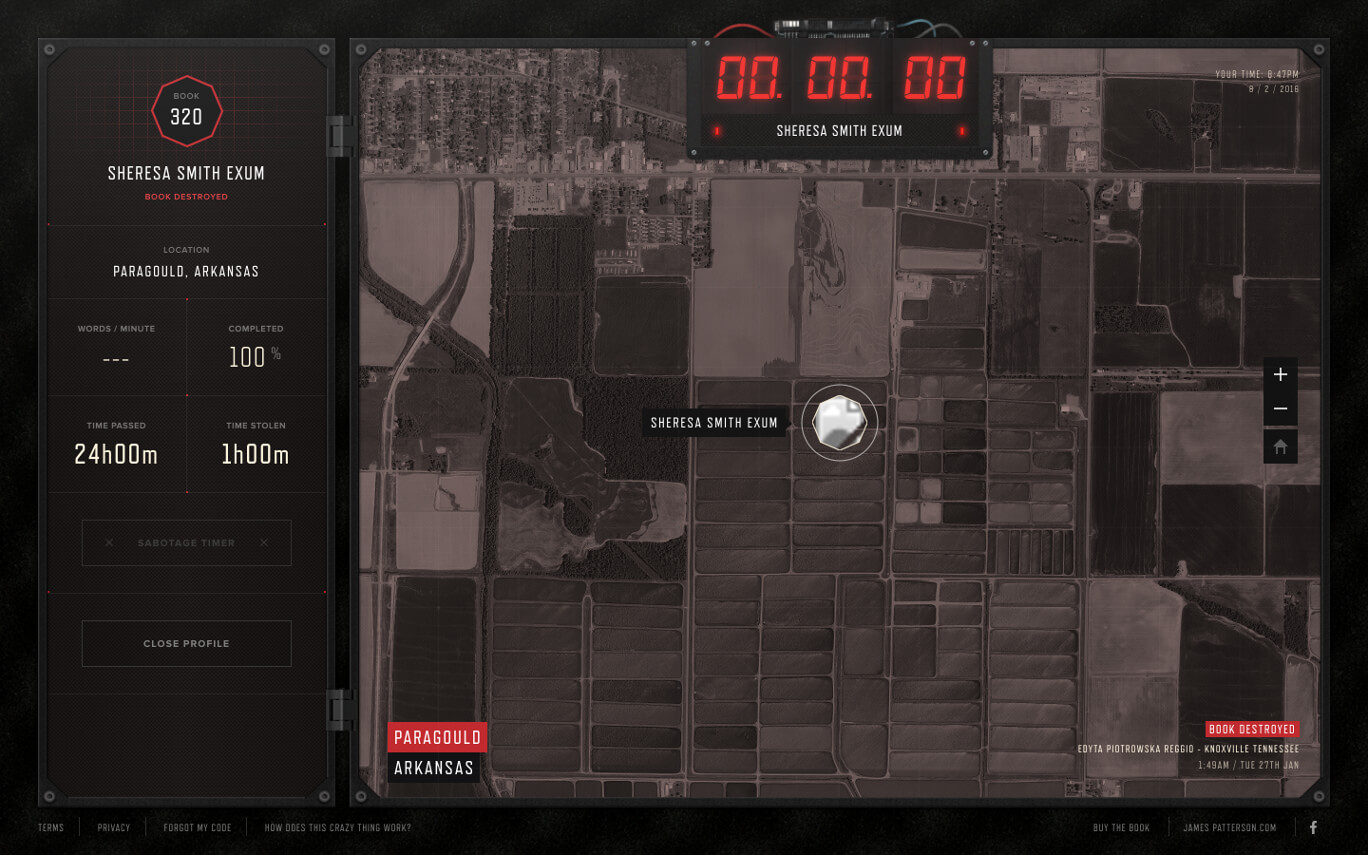 BOOK
320
SHERESA SMITH EXUM
BOOK DESTROYED
LOCATION
PARAGOULD, ARKANSAS
WORDS / MINUTE
COMPLETED
---
100 %
TIME PASSED
TIME STOLEN
24h00m
1h00m
× SABOTAGE TIMER ×
CLOSE PROFILE
00. 00. 00
SHERESA SMITH EXUM
YOUR TIME: 8:47PM
8 / 2 / 2016
SHERESA SMITH EXUM
+
−
PARAGOULD
ARKANSAS
BOOK DESTROYED
EDYTA PIOTROWSKA REGGIO - KNOXVILLE TENNESSEE
1:49AM / TUE 27TH JAN
TERMS
PRIVACY
FORGOT MY CODE
HOW DOES THIS CRAZY THING WORK?
BUY THE BOOK
JAMES PATTERSON.COM
f